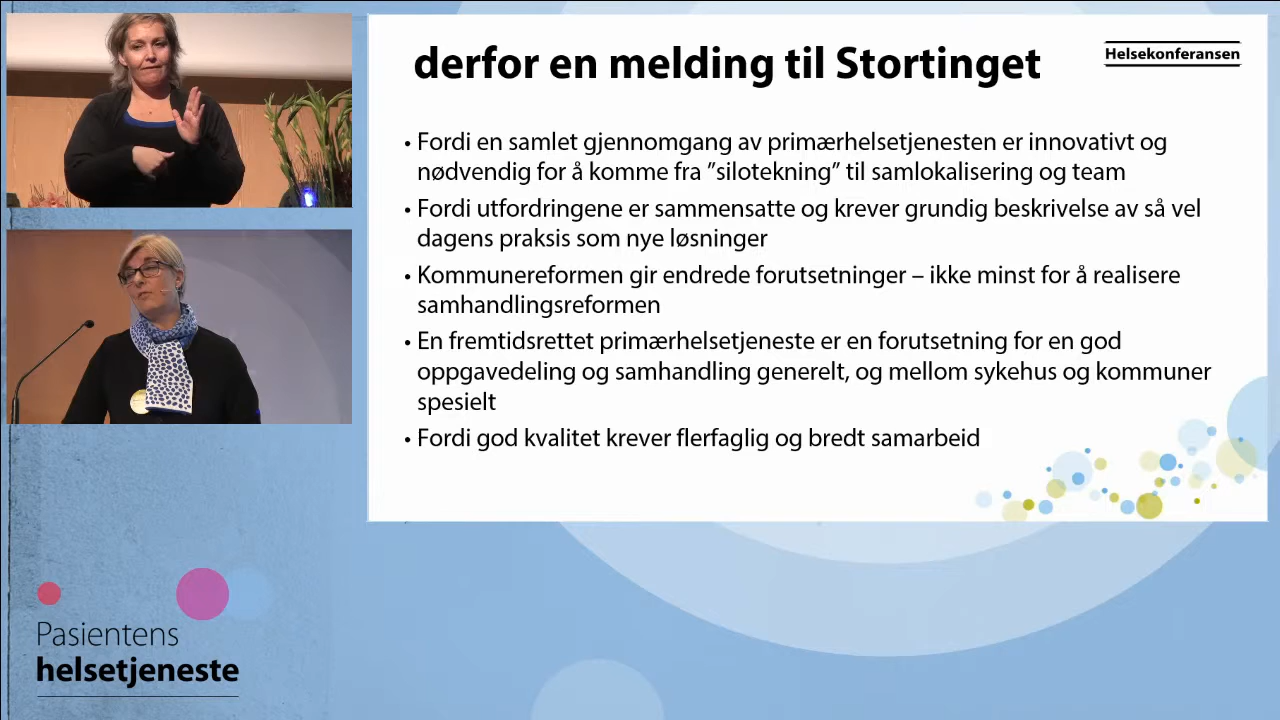 derfor en melding til Stortinget
Helsekonferansen
• Fordi en samlet gjennomgang av primærhelsetjenesten er innovativt og
nødvendig for å komme fra ”silotekning” til samlokalisering og team
• Fordi utfordringene er sammensatte og krever grundig beskrivelse av så vel
dagens praksis som nye løsninger
• Kommunereformen gir endrede forutsetninger – ikke minst for å realisere
samhandlingsreformen
• En fremtidsrettet primærhelsetjeneste er en forutsetning for en god
oppgavedeling og samhandling generelt, og mellom sykehus og kommuner
spesielt
• Fordi god kvalitet krever flerfaglig og bredt samarbeid
Pasientens
helsetjeneste